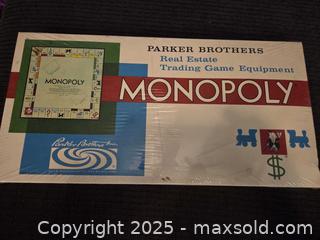 PARKER BROTHERS
Real Estate
Trading Game Equipment
MONOPOLY
MONOPOLY
Parker Brothers
$
Copyright © 2025 - maxsold.com